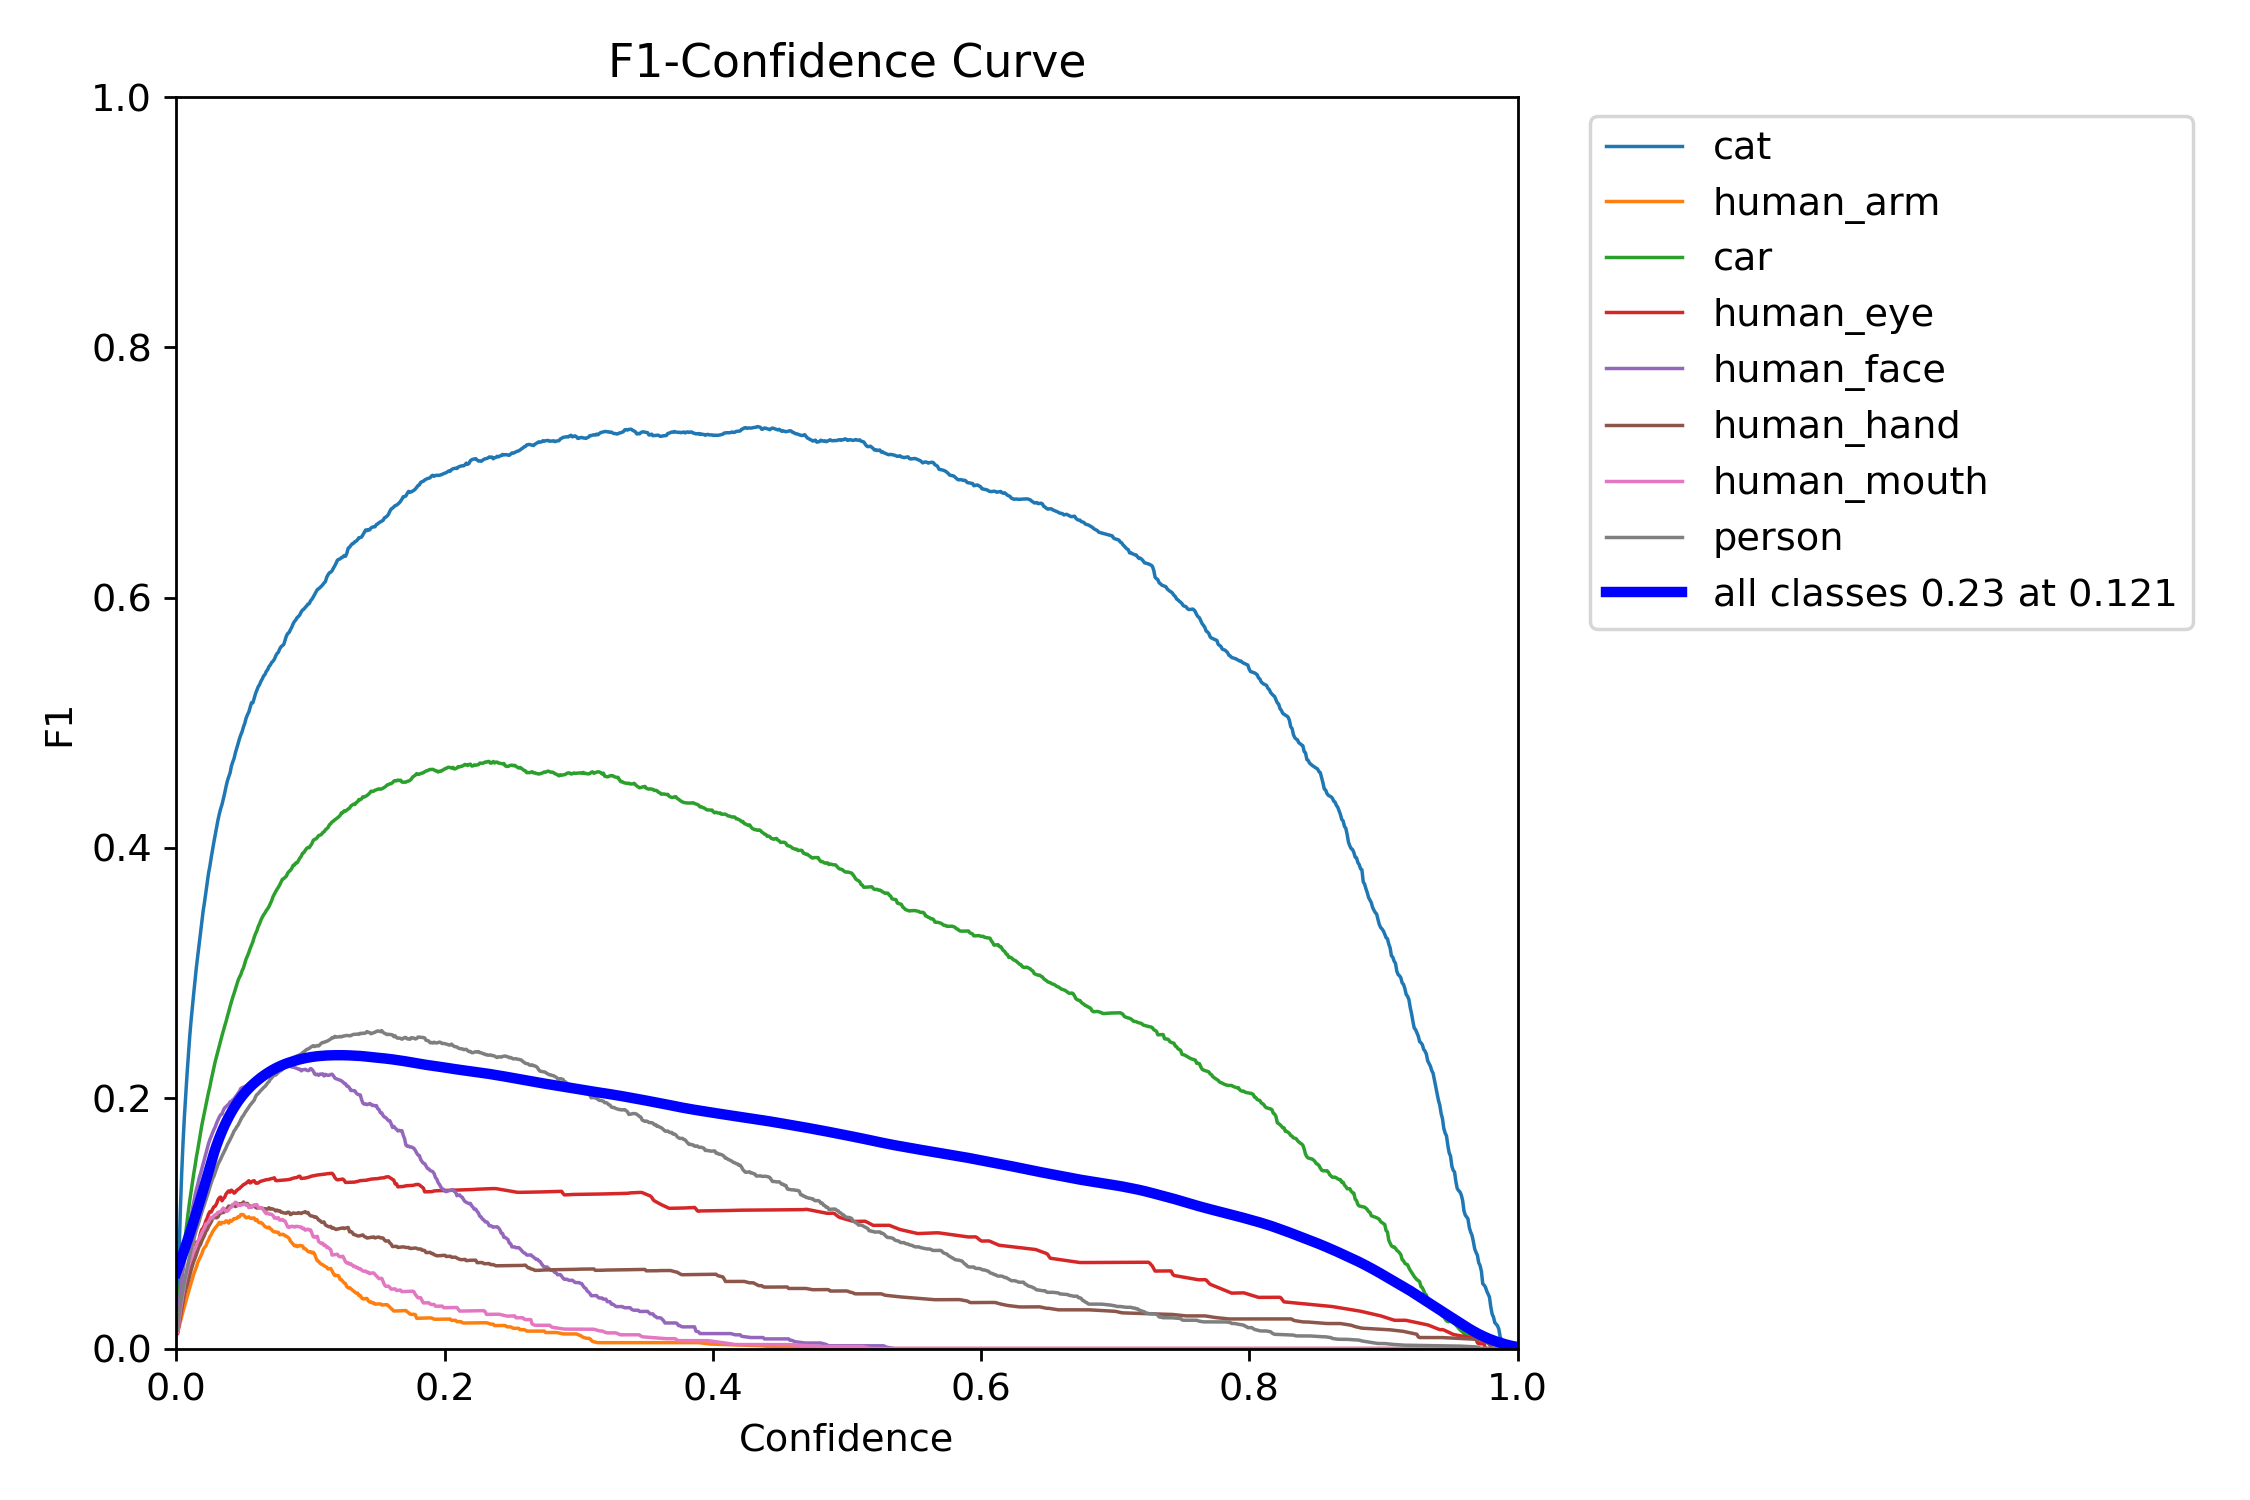 F1-Confidence Curve
1.0
0.8
0.6
0.4
0.2
0.0
F1
0.0 0.2 0.4 0.6 0.8 1.0
Confidence
cat
human_arm
car
human_eye
human_face
human_hand
human_mouth
person
all classes 0.23 at 0.121